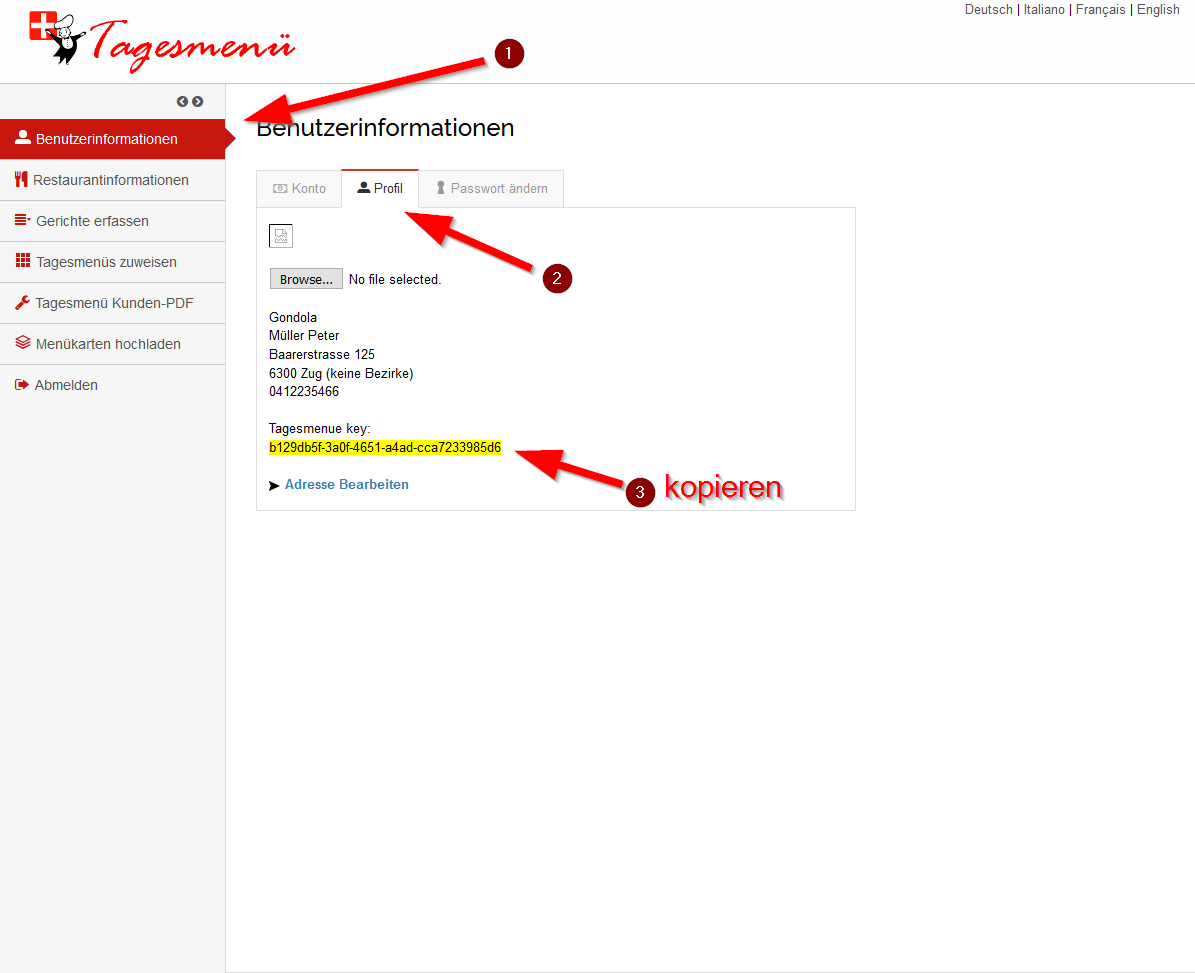 Deutsch | Italiano | Français | English
Tagesmenü
1
Benutzerinformationen
Restaurantinformationen
Gerichte erfassen
Tagesmenüs zuweisen
Tagesmenü Kunden-PDF
Menükarten hochladen
Abmelden
Benutzerinformationen
Konto Profil Passwort ändern
2
Browse... No file selected.
Gondola
Müller Peter
Baarerstrasse 125
6300 Zug (keine Bezirke)
0412235466
Tagesmenue key:
b129db5f-3a0f-4651-a4ad-cca7233985d6
3 kopieren
Adresse Bearbeiten